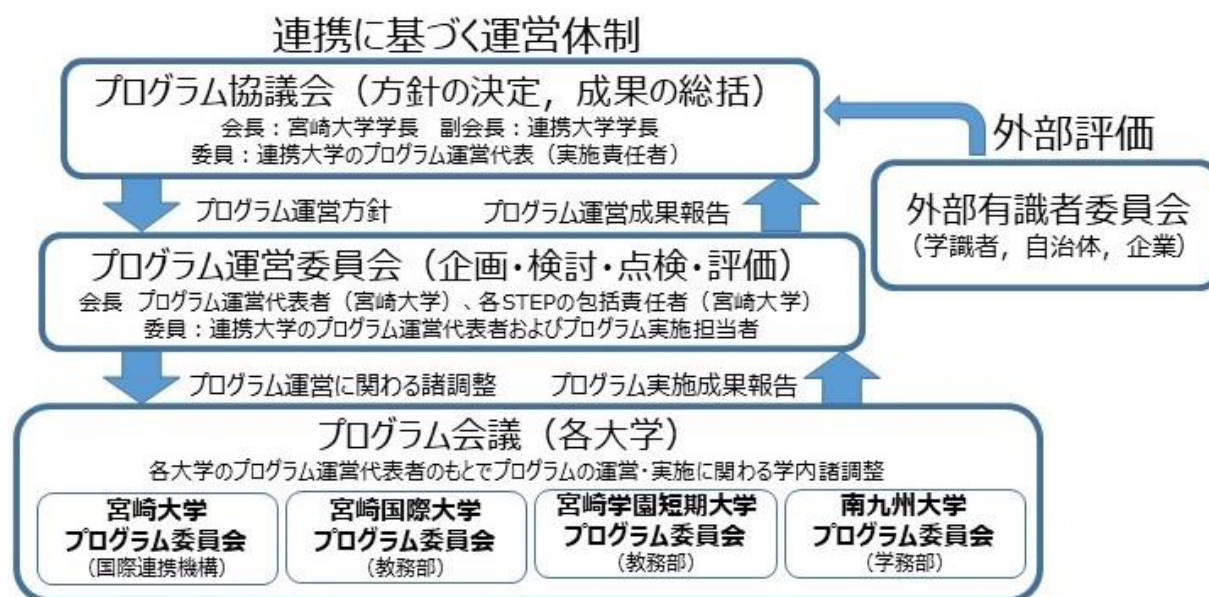 連携に基づく運営体制
プログラム協議会（方針の決定，成果の総括）
会長：宮崎大学学長　副会長：連携大学学長
委員：連携大学のプログラム運営代表（実施責任者）
外部評価
外部有識者委員会
（学識者，自治体，企業）
プログラム運営方針
プログラム運営成果報告
プログラム運営委員会（企画・検討・点検・評価）
会長　プログラム運営代表者（宮崎大学）、各STEPの包括責任者（宮崎大学）
委員：連携大学のプログラム運営代表者およびプログラム実施担当者
プログラム運営に関わる諸調整
プログラム実施成果報告
プログラム会議（各大学）
各大学のプログラム運営代表者のもとでプログラムの運営・実施に関わる学内諸調整
宮崎大学
プログラム委員会
（国際連携機構）
宮崎国際大学
プログラム委員会
（教務部）
宮崎学園短期大学
プログラム委員会
（教務部）
南九州大学
プログラム委員会
（学務部）